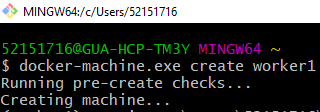 MINGW64:/c/Users/52151716
52151716@GUA-HCP-TM3Y MINGW64 ~
$ docker-machine.exe create worker1
Running pre-create checks...
Creating machine...